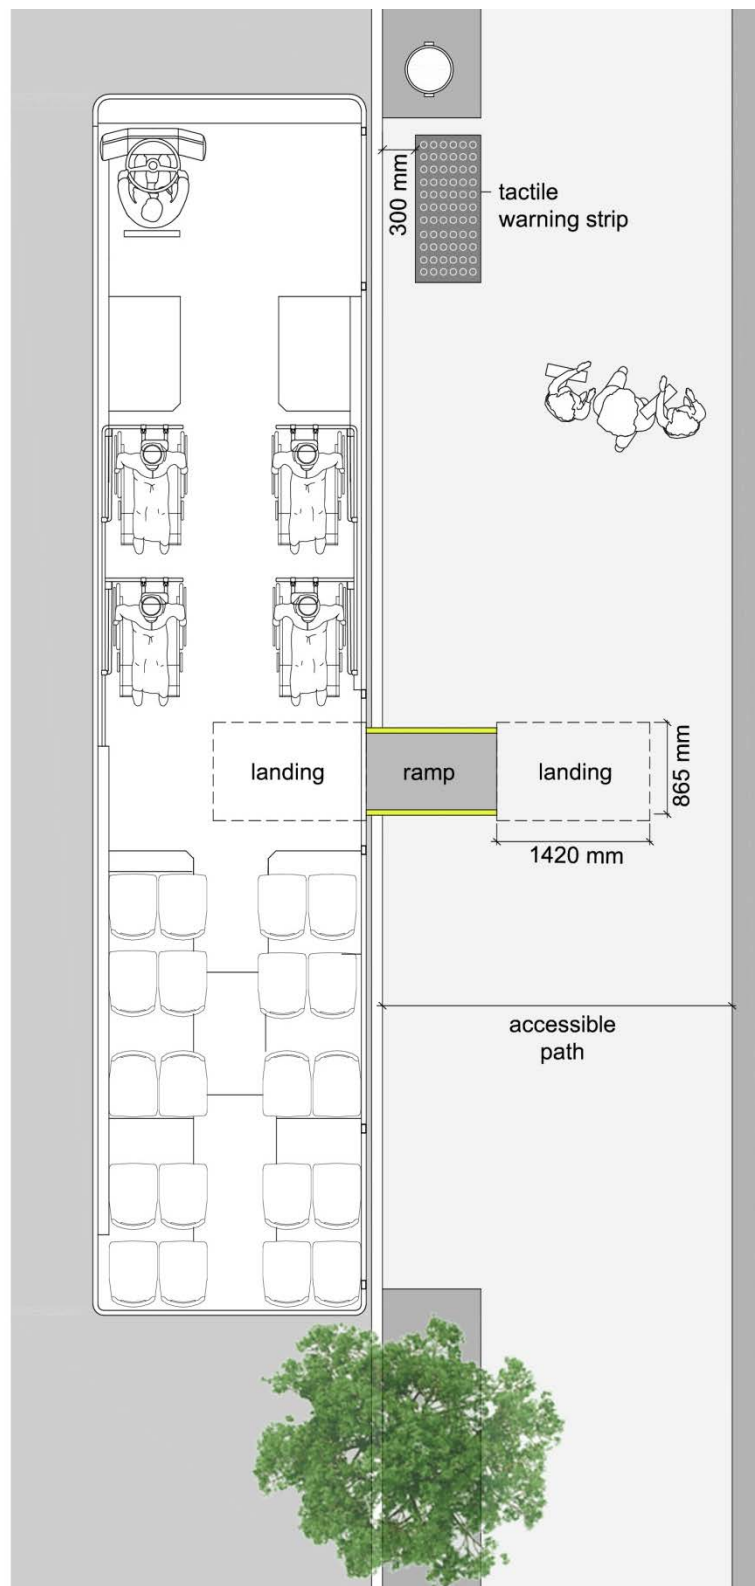 300 mm
tactile
warning strip
landing
ramp
landing
865 mm
1420 mm
accessible
path